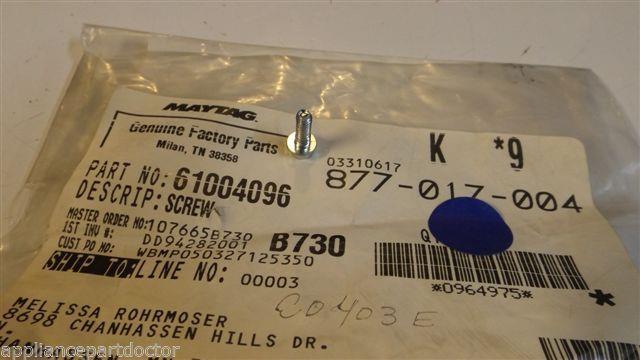 MAYTAG
Genuine Factory Parts
Milan, TN 38358
03310617
K *9
PART NO: 61004096
877-017-004
DESCRIP: SCREW
MASTER ORDER NO: 107665B730
IST INV #: DD94282001 B730
CUST PO NO: WBMP050327125350
SHIP TO LINE NO: 00003
*0964975*
*
C0403E
MELISSA ROHRMOSER
8698 CHANHASSEN HILLS DR.
appliancepartdoctor